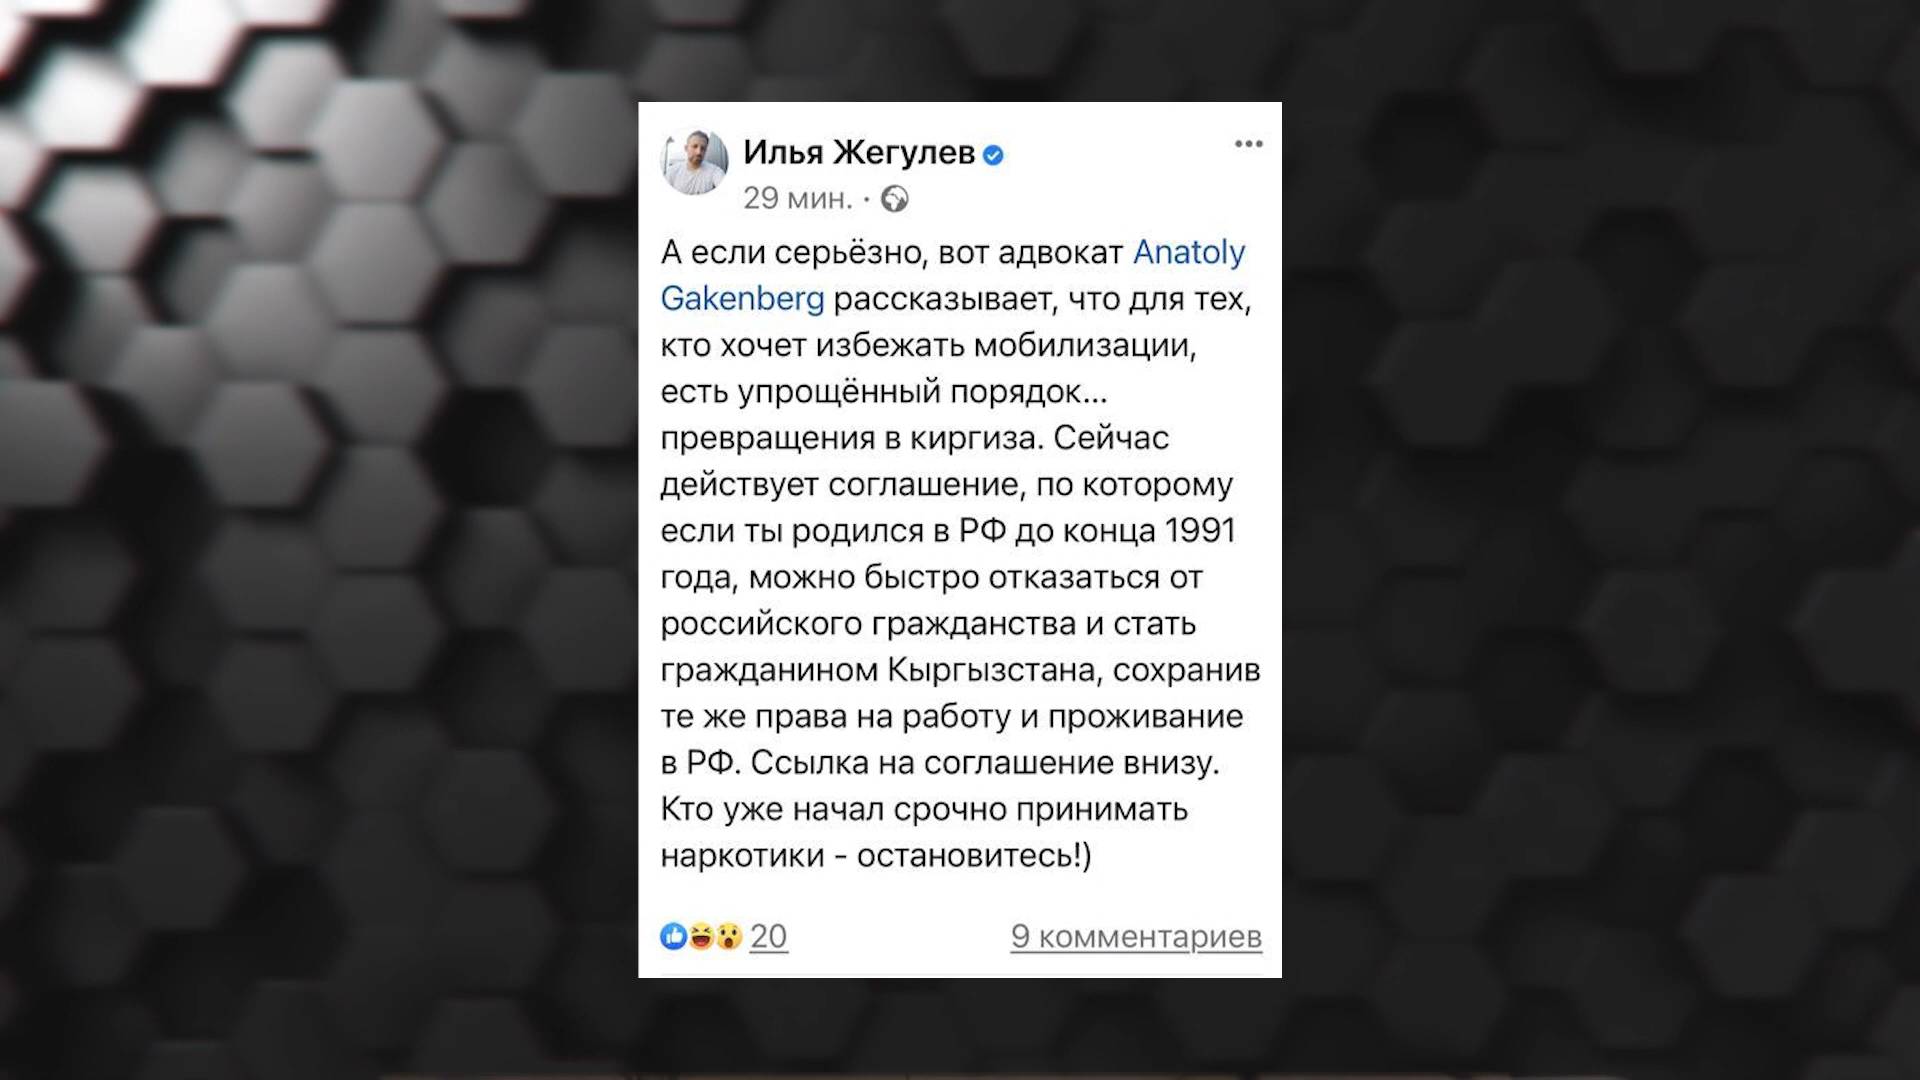 Илья Жегулев
29 мин. ·
А если серьёзно, вот адвокат Anatoly
Gakenberg рассказывает, что для тех,
кто хочет избежать мобилизации,
есть упрощённый порядок...
превращения в киргиза. Сейчас
действует соглашение, по которому
если ты родился в РФ до конца 1991
года, можно быстро отказаться от
российского гражданства и стать
гражданином Кыргызстана, сохранив
те же права на работу и проживание
в РФ. Ссылка на соглашение внизу.
Кто уже начал срочно принимать
наркотики - остановитесь!)
20 9 комментариев